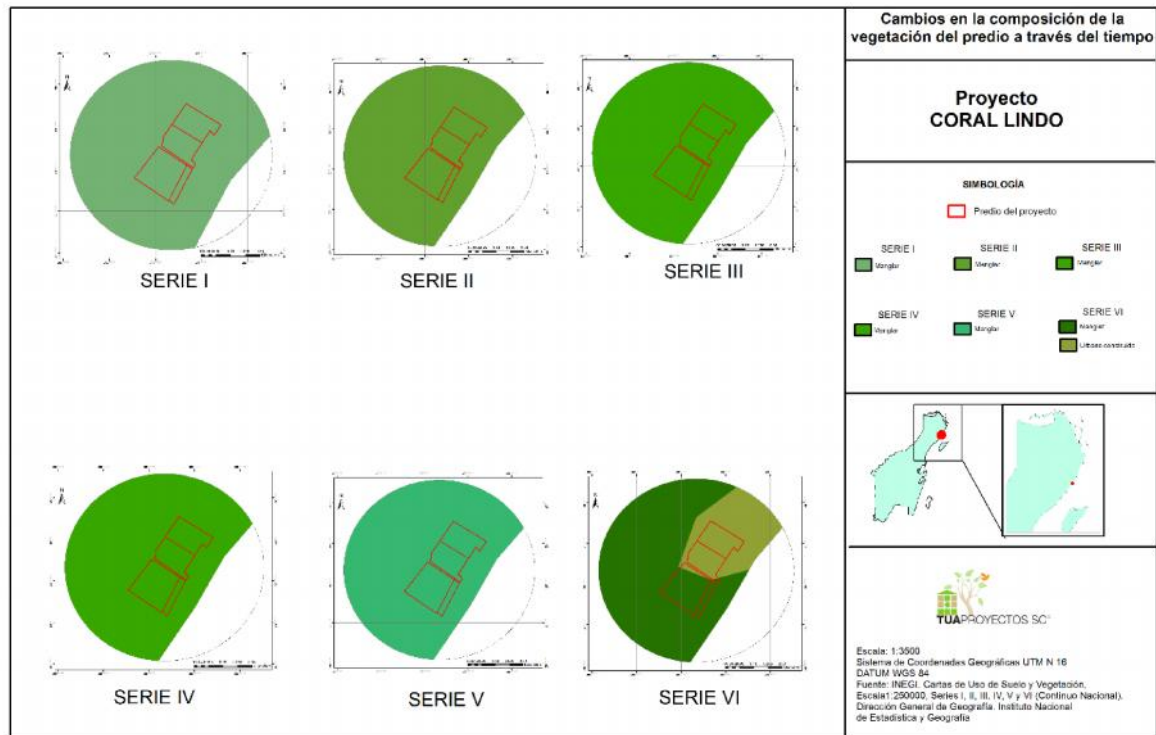 SERIE I
SERIE II
SERIE III
SERIE IV
SERIE V
SERIE VI
Cambios en la composición de la
vegetación del predio a través del tiempo
Proyecto
CORAL LINDO
SIMBOLOGÍA
Predio del proyecto
SERIE I
Manglar
SERIE II
Manglar
SERIE III
Manglar
SERIE IV
Manglar
SERIE V
Manglar
SERIE VI
Manglar
Urbano construido
TUAPROYECTOS SC
Escala: 1:3500
Sistema de Coordenadas Geográficas UTM N 16
DATUM WGS 84
Fuente: INEGI. Cartas de Uso de Suelo y Vegetación,
Escala1:250000, Series I, II, III, IV, V y VI (Continuo Nacional).
Dirección General de Geografía. Instituto Nacional
de Estadística y Geografía